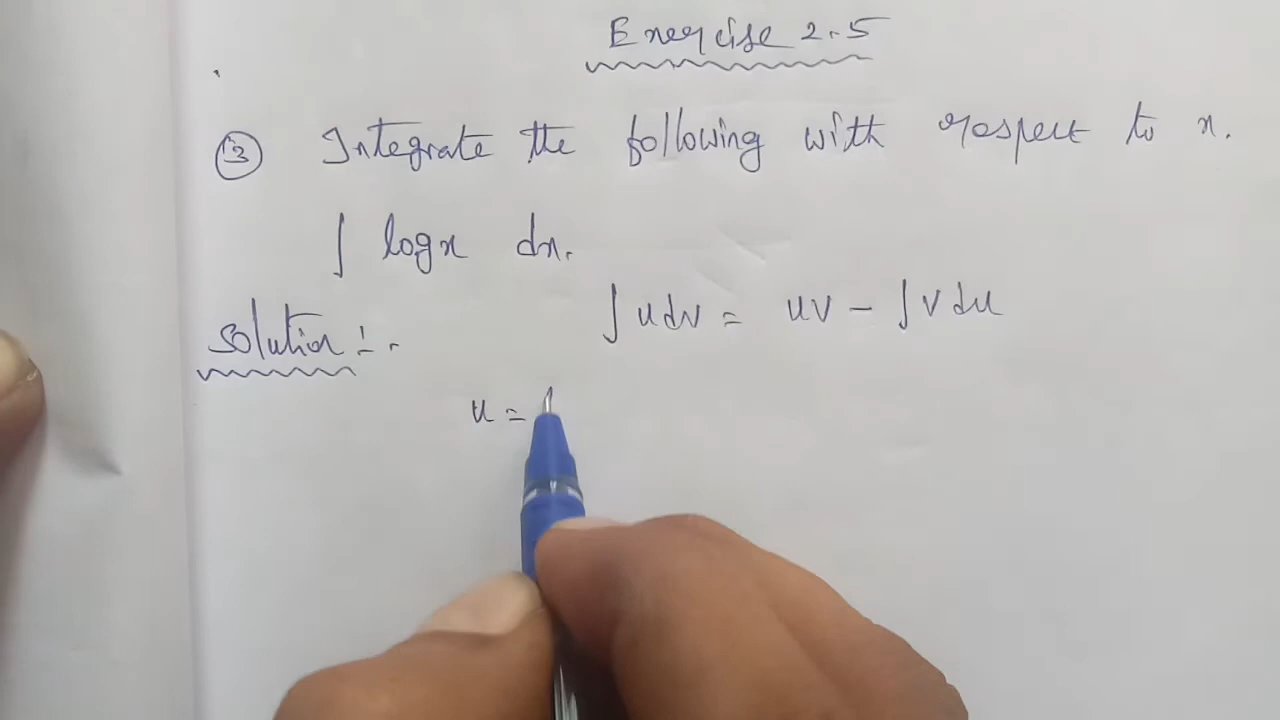 Exercise 2.5
③ Integrate the following with respect to x.
∫ log x dx.
Solution:-
∫ u dv = uv - ∫ v du
u =